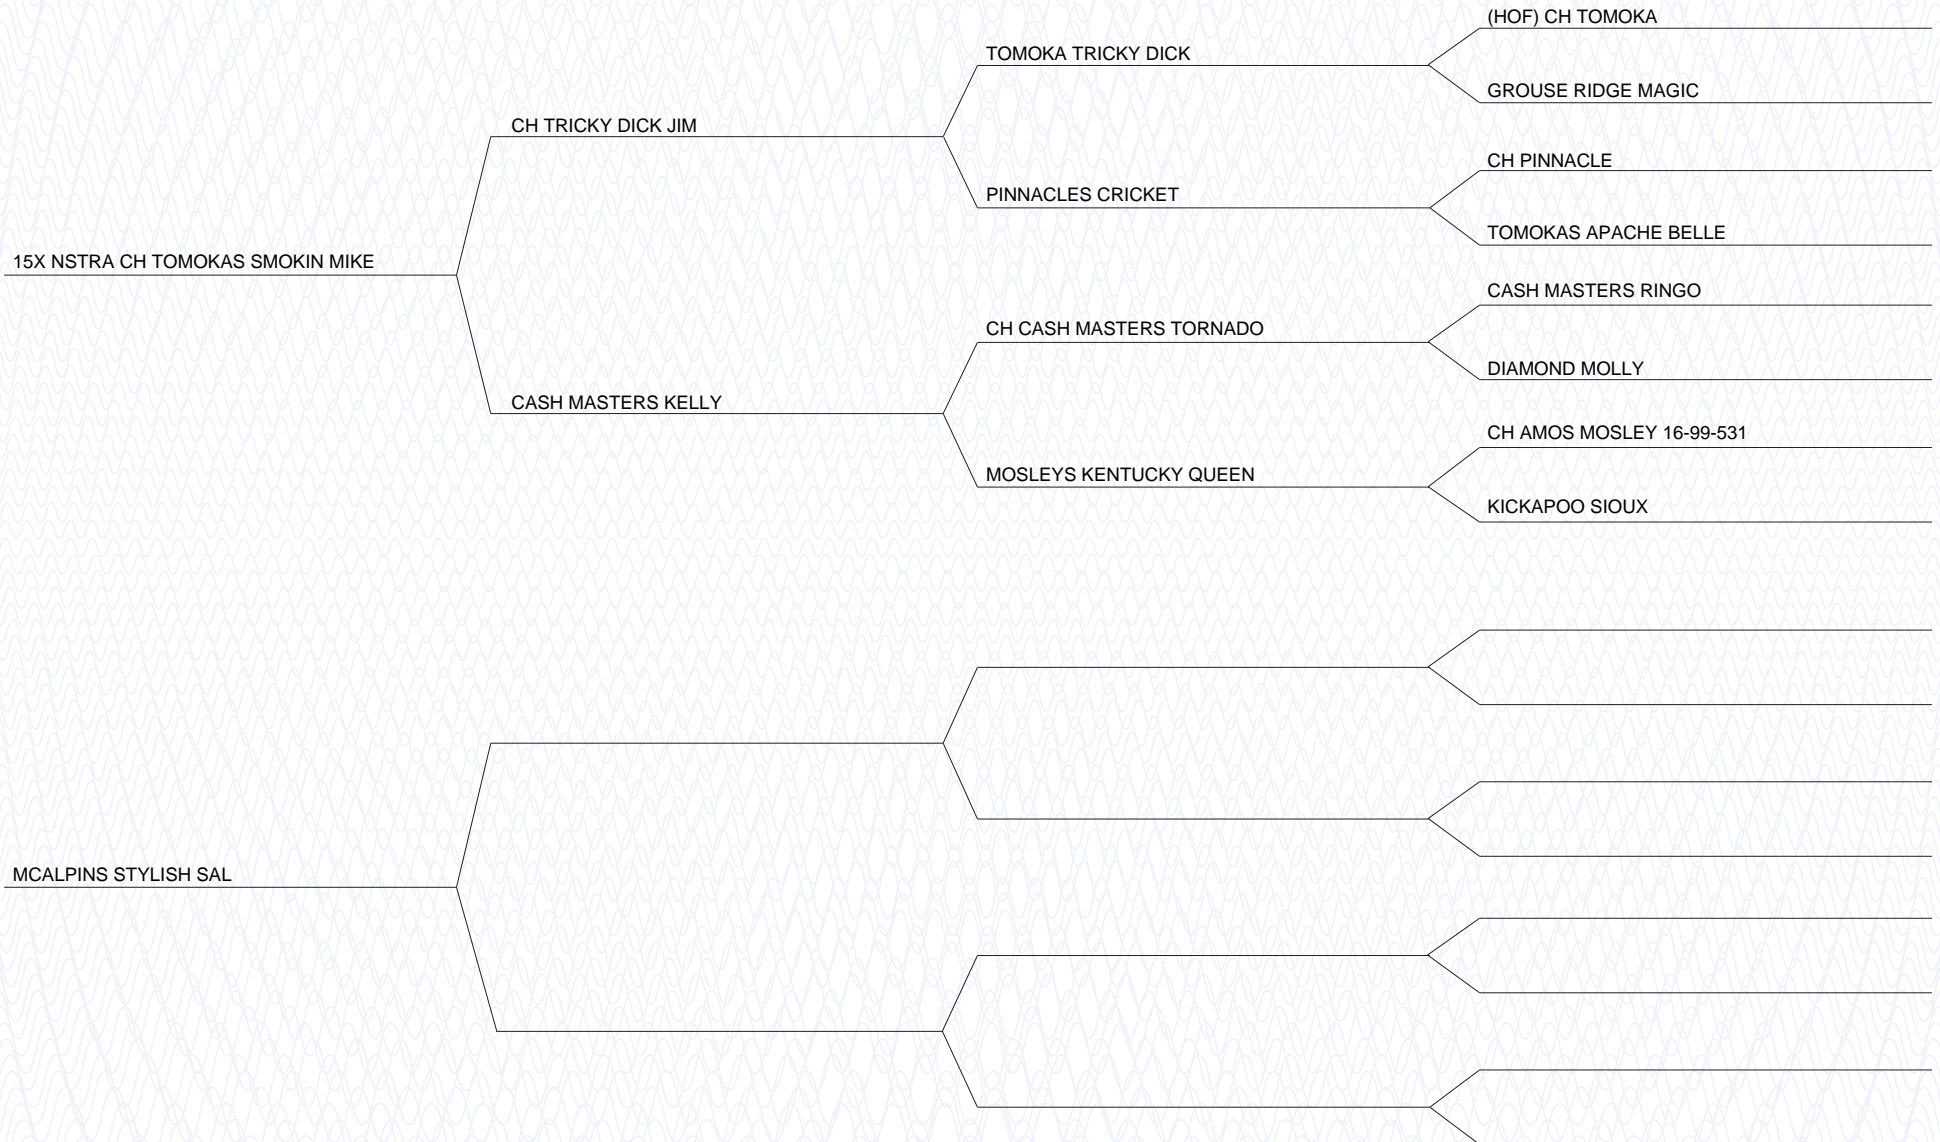 (HOF) CH TOMOKA
TOMOKA TRICKY DICK
GROUSE RIDGE MAGIC
CH TRICKY DICK JIM
CH PINNACLE
PINNACLES CRICKET
TOMOKAS APACHE BELLE
15X NSTRA CH TOMOKAS SMOKIN MIKE
CASH MASTERS RINGO
CH CASH MASTERS TORNADO
DIAMOND MOLLY
CASH MASTERS KELLY
CH AMOS MOSLEY 16-99-531
MOSLEYS KENTUCKY QUEEN
KICKAPOO SIOUX
MCALPINS STYLISH SAL